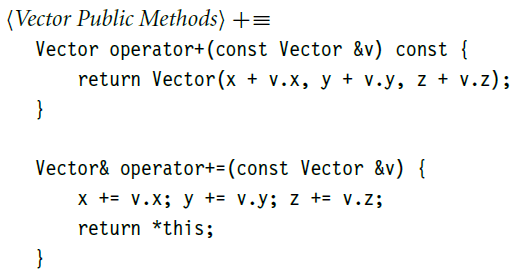 ⟨Vector Public Methods⟩ +≡
Vector operator+(const Vector &v) const {
return Vector(x + v.x, y + v.y, z + v.z);
}
Vector& operator+=(const Vector &v) {
x += v.x; y += v.y; z += v.z;
return *this;
}